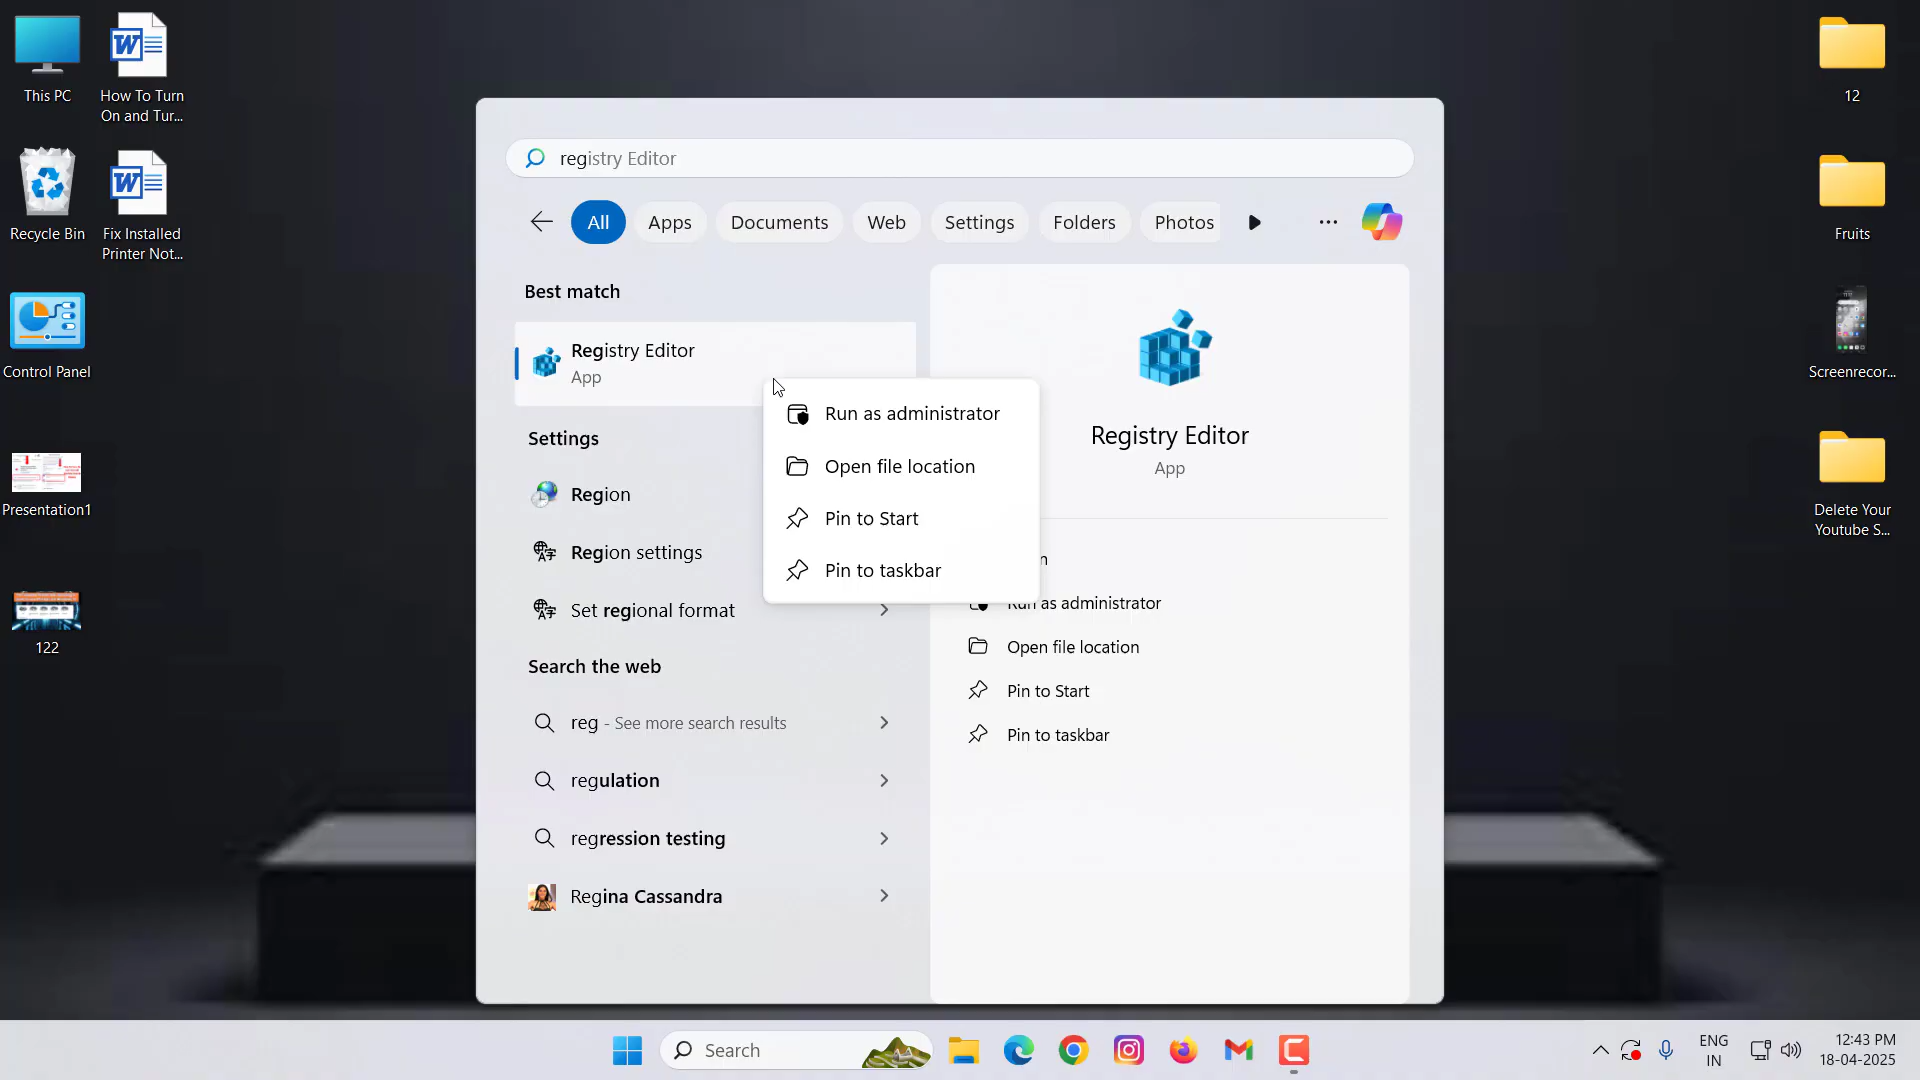 This PC
How To Turn
On and Tur...
Recycle Bin
Fix Installed
Printer Not...
Control Panel
Presentation1
122
12
Fruits
Screenrecor...
Delete Your
Youtube S...
registry Editor
All
Apps
Documents
Web
Settings
Folders
Photos
Best match
Registry Editor
App
Settings
Region
Region settings
Set regional format
Search the web
reg - See more search results
regulation
regression testing
Regina Cassandra
Run as administrator
Open file location
Pin to Start
Pin to taskbar
Registry Editor
App
Run as administrator
Open file location
Pin to Start
Pin to taskbar
Search
ENG
IN
12:43 PM
18-04-2025